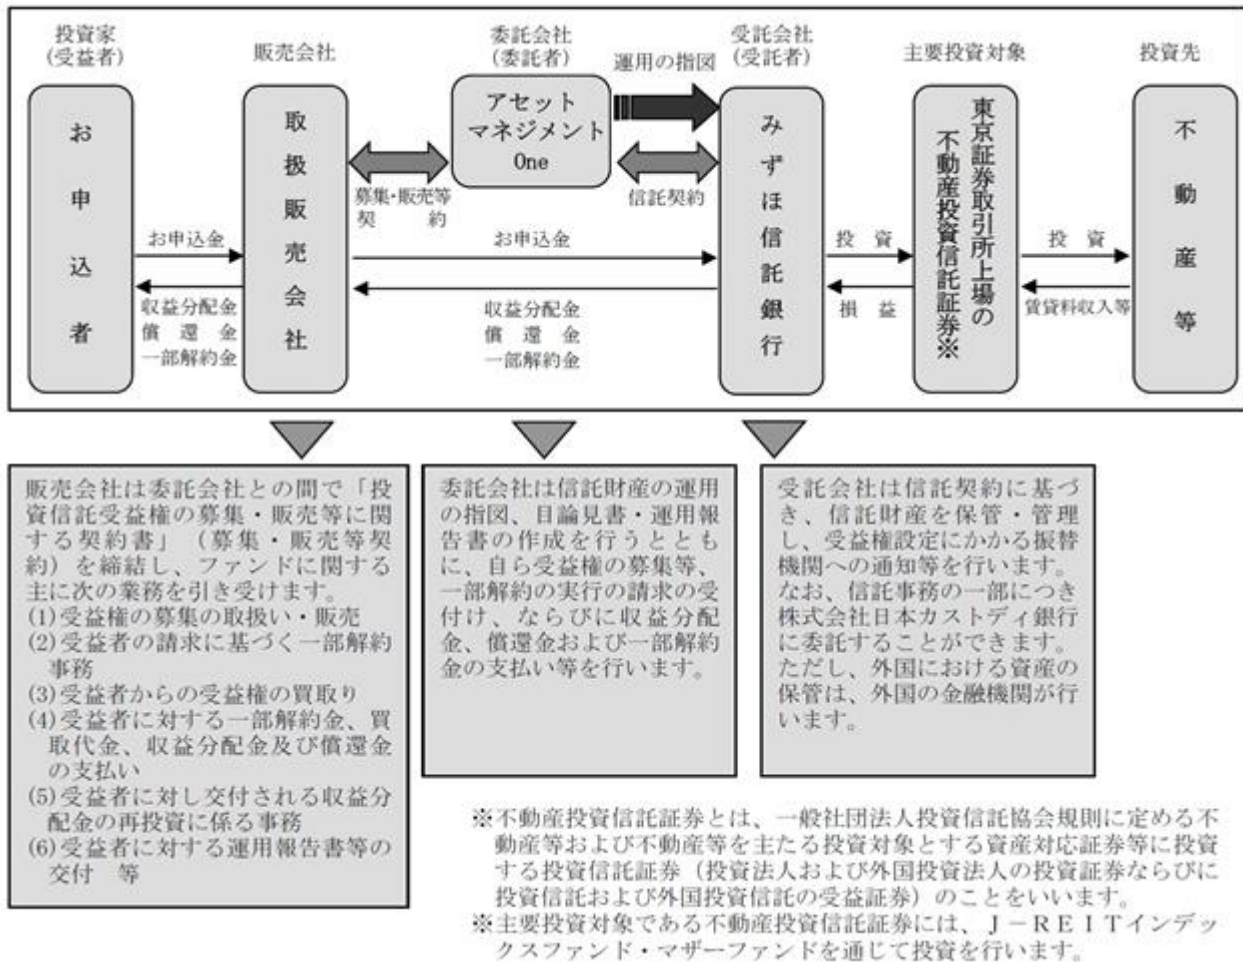 投資家
(受益者)
販売会社
委託会社
(委託者)
運用の指図
受託会社
(受託者)
主要投資対象
投資先
お申込者
取扱販売会社
アセット
マネジメント
One
みずほ信託銀行
東京証券取引所上場の
不動産投資信託証券※
不動産等
募集・販売等
契約
信託契約
お申込金
収益分配金
償還金
一部解約金
お申込金
収益分配金
償還金
一部解約金
投資
損益
投資
賃貸料収入等
販売会社は委託会社との間で「投
資信託受益権の募集・販売等に関
する契約書」（募集・販売等契
約）を締結し、ファンドに関する
主に次の業務を引き受けます。
(1)受益権の募集の取扱い・販売
(2)受益者の請求に基づく一部解約
事務
(3)受益者からの受益権の買取り
(4)受益者に対する一部解約金、買
取代金、収益分配金及び償還金
の支払い
(5)受益者に対し交付される収益分
配金の再投資に係る事務
(6)受益者に対する運用報告書等の
交付 等
委託会社は信託財産の運用
の指図、目論見書・運用報
告書の作成を行うととも
に、自ら受益権の募集等、
一部解約の実行の請求の受
付け、ならびに収益分配
金、償還金および一部解約
金の支払い等を行います。
受託会社は信託契約に基づ
き、信託財産を保管・管理
し、受益権設定にかかる振替
機関への通知等を行います。
なお、信託事務の一部につき
株式会社日本カストディ銀行
に委託することができます。
ただし、外国における資産の
保管は、外国の金融機関が行
います。
※不動産投資信託証券とは、一般社団法人投資信託協会規則に定める不
動産等および不動産等を主たる投資対象とする資産対応証券等に投資
する投資信託証券（投資法人および外国投資法人の投資証券ならびに
投資信託および外国投資信託の受益証券）のことをいいます。
※主要投資対象である不動産投資信託証券には、Ｊ－ＲＥＩＴインデッ
クスファンド・マザーファンドを通じて投資を行います。